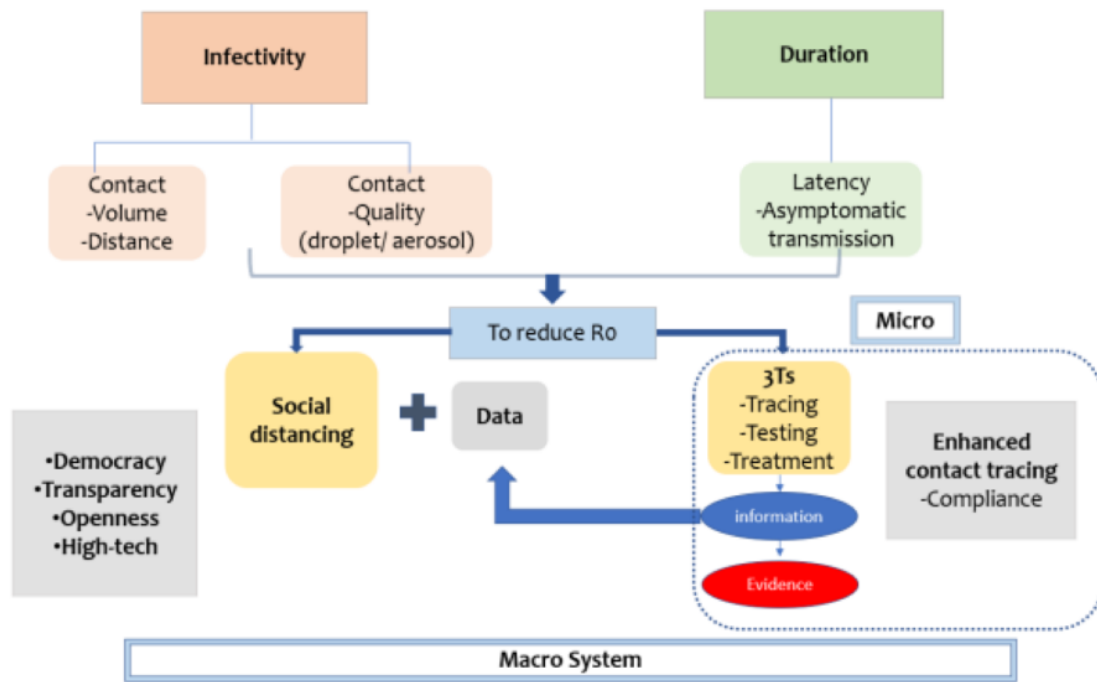 Infectivity
Duration
Contact
-Volume
-Distance
Contact
-Quality
(droplet/ aerosol)
Latency
-Asymptomatic
transmission
To reduce R0
Micro
Social
distancing
Data
3Ts
-Tracing
-Testing
-Treatment
•Democracy
•Transparency
•Openness
•High-tech
Enhanced
contact tracing
-Compliance
information
Evidence
Macro System